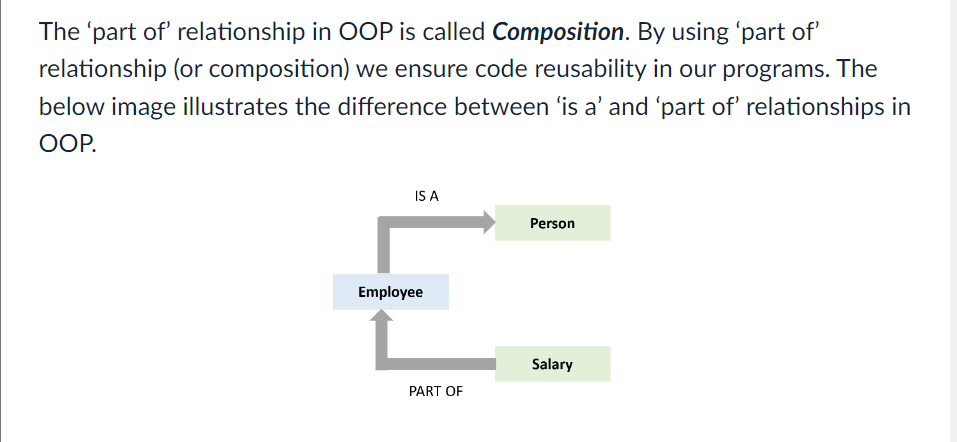 The ‘part of’ relationship in OOP is called Composition. By using ‘part of’
relationship (or composition) we ensure code reusability in our programs. The
below image illustrates the difference between ‘is a’ and ‘part of’ relationships in
OOP.
IS A
Person
Employee
Salary
PART OF